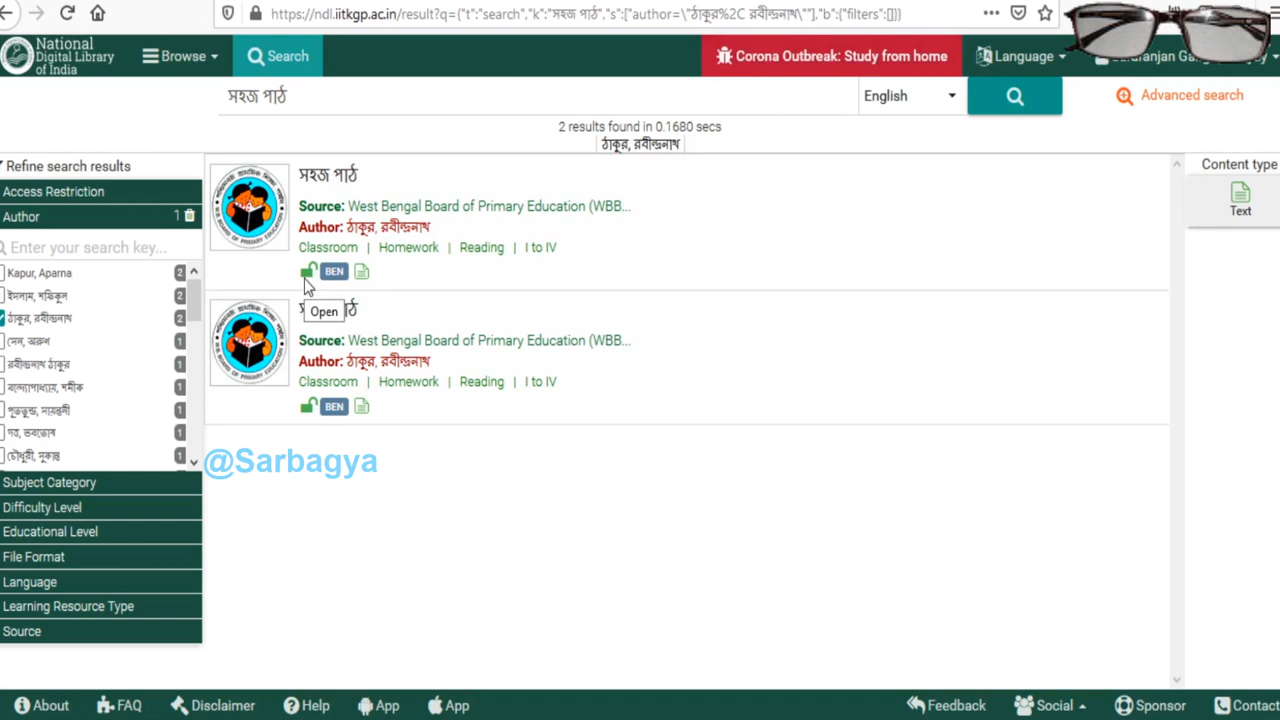 https://ndl.iitkgp.ac.in/result?q={"t":"search","k":"সহজ পাঠ","s":["author=\"ঠাকুর%2C রবীন্দ্রনাথ\""],"b":{"filters":[]}}
National
Digital Library
of India
Browse
Search
Corona Outbreak: Study from home
Language
সহজ পাঠ
English
Advanced search
2 results found in 0.1680 secs
ঠাকুর, রবীন্দ্রনাথ
Refine search results
Access Restriction
Author 1
Enter your search key...
Kapur, Aparna 2
ইসলাম, শফিকুল 2
ঠাকুর, রবীন্দ্রনাথ 2
সেন, অরুণ 1
রবীন্দ্রনাথ ঠাকুর 1
বন্দ্যোপাধ্যায়, শমীক 1
পূততুন্ড, সায়ন্তনী 1
দত্ত, ভবতোষ 1
চৌধুরী, সুকান্ত 1
Subject Category
Difficulty Level
Educational Level
File Format
Language
Learning Resource Type
Source
সহজ পাঠ
Source: West Bengal Board of Primary Education (WBB...
Author: ঠাকুর, রবীন্দ্রনাথ
Classroom | Homework | Reading | I to IV
BEN
Open
পাঠ
Source: West Bengal Board of Primary Education (WBB...
Author: ঠাকুর, রবীন্দ্রনাথ
Classroom | Homework | Reading | I to IV
BEN
@Sarbagya
Content type
Text
About FAQ Disclaimer Help App App Feedback Social Sponsor Contact